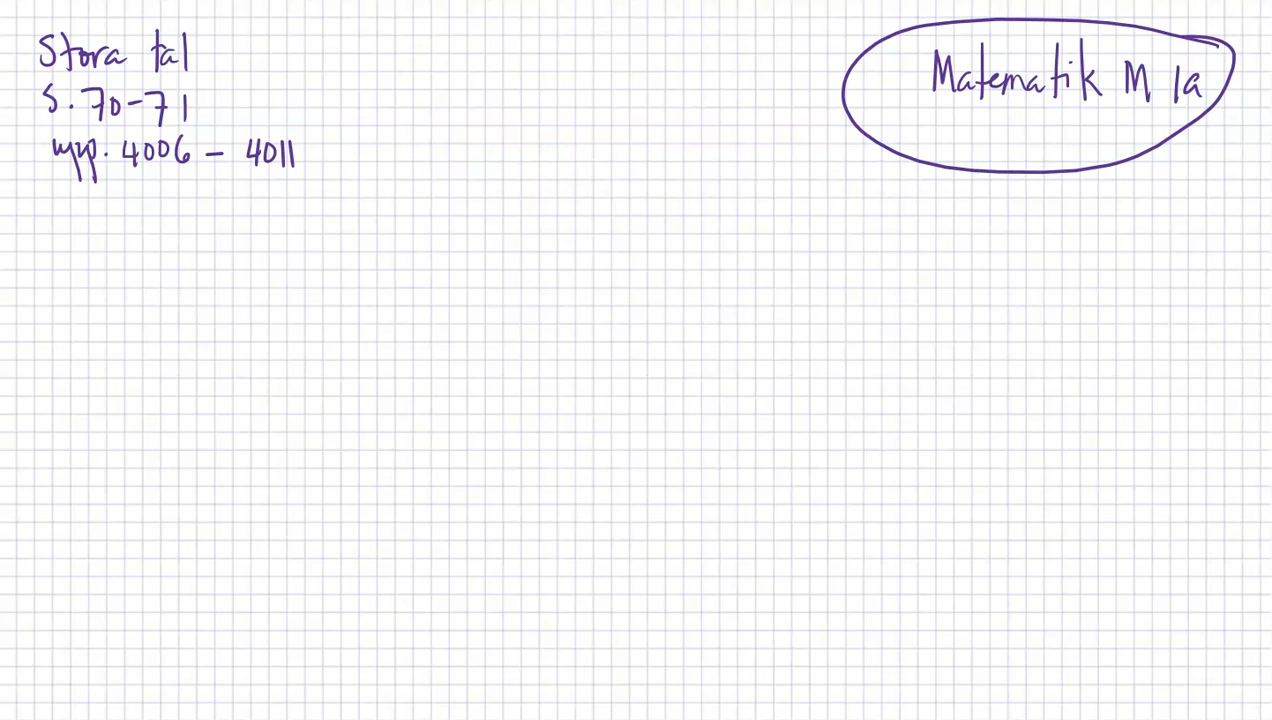 Stora tal
s. 70-71
upp. 4006 - 4011
Matematik M 1a